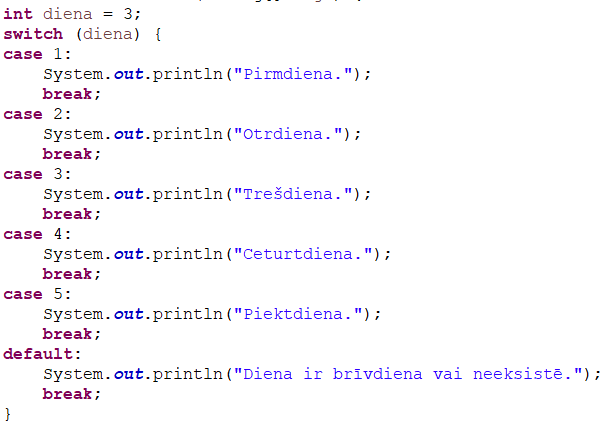 int diena = 3;
switch (diena) {
case 1:
    System.out.println("Pirmdiena.");
    break;
case 2:
    System.out.println("Otrdiena.");
    break;
case 3:
    System.out.println("Trešdiena.");
    break;
case 4:
    System.out.println("Ceturtdiena.");
    break;
case 5:
    System.out.println("Piektdiena.");
    break;
default:
    System.out.println("Diena ir brīvdiena vai neeksistē.");
    break;
}